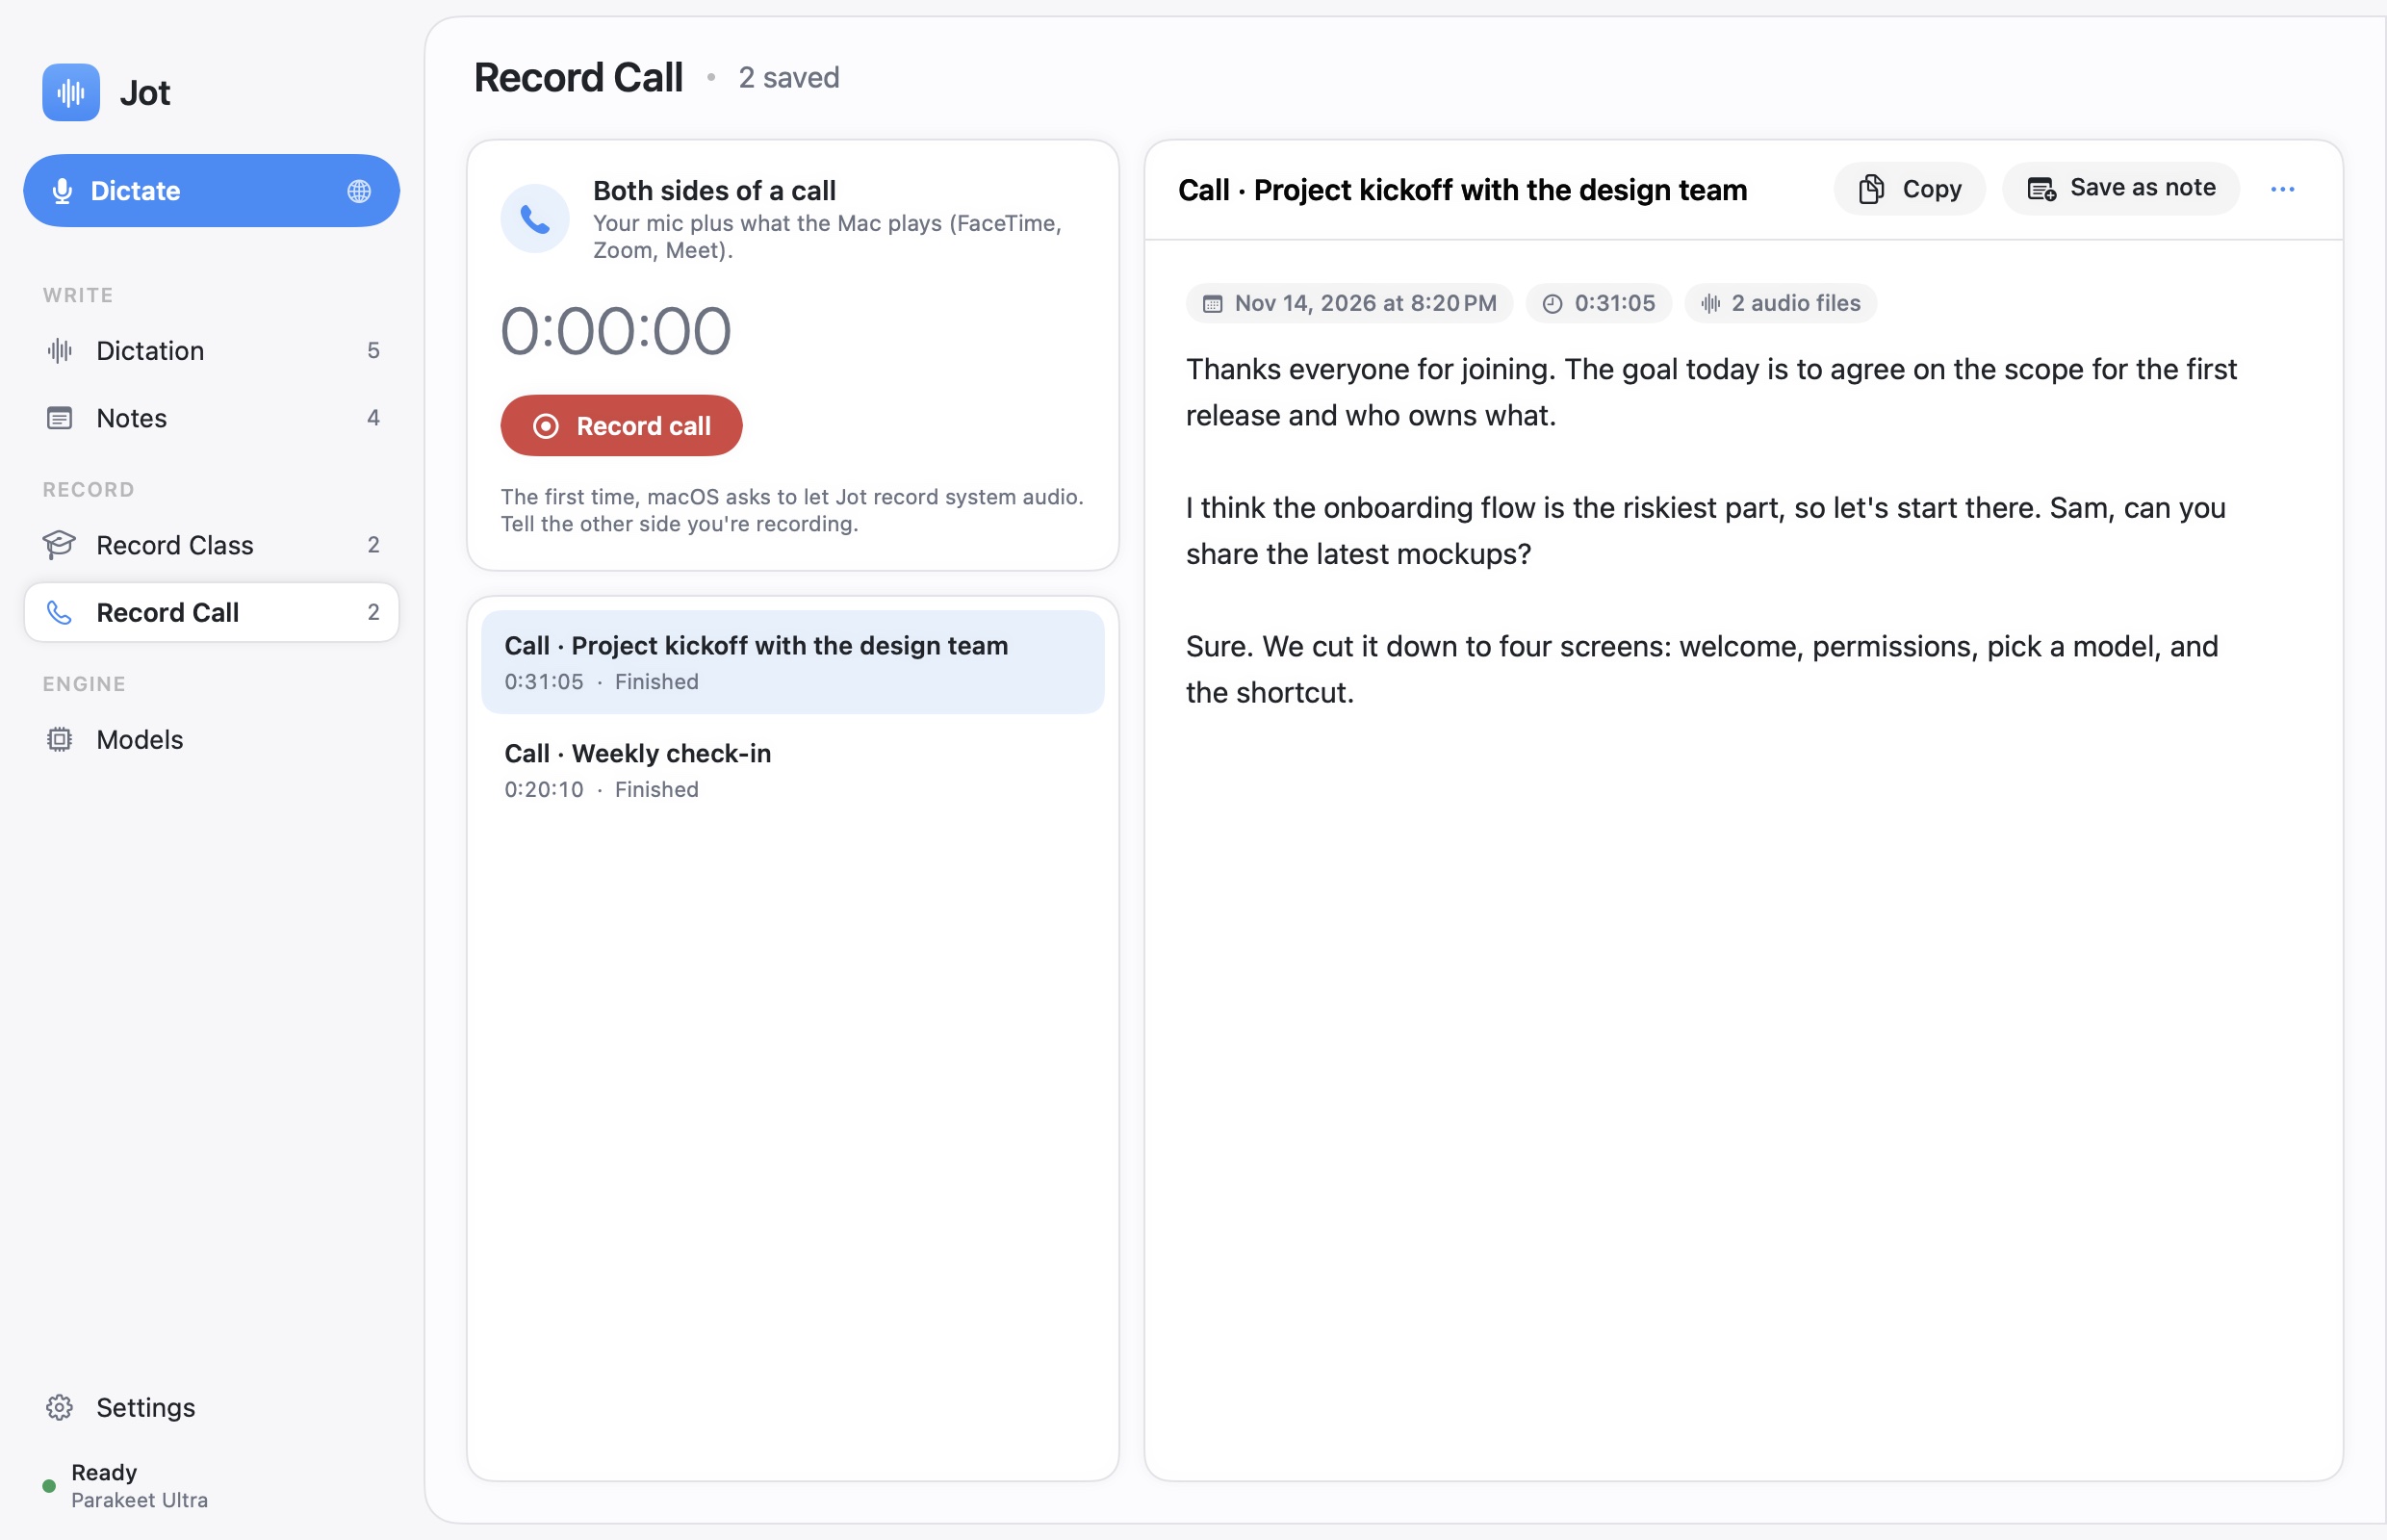 Jot
Dictate
WRITE
Dictation 5
Notes 4
RECORD
Record Class 2
Record Call 2
ENGINE
Models
Settings
Ready
Parakeet Ultra
Record Call • 2 saved
Both sides of a call
Your mic plus what the Mac plays (FaceTime,
Zoom, Meet).
0:00:00
Record call
The first time, macOS asks to let Jot record system audio.
Tell the other side you're recording.
Call · Project kickoff with the design team
0:31:05 · Finished
Call · Weekly check-in
0:20:10 · Finished
Call · Project kickoff with the design team
Copy
Save as note
Nov 14, 2026 at 8:20 PM
0:31:05
2 audio files
Thanks everyone for joining. The goal today is to agree on the scope for the first
release and who owns what.
I think the onboarding flow is the riskiest part, so let's start there. Sam, can you
share the latest mockups?
Sure. We cut it down to four screens: welcome, permissions, pick a model, and
the shortcut.